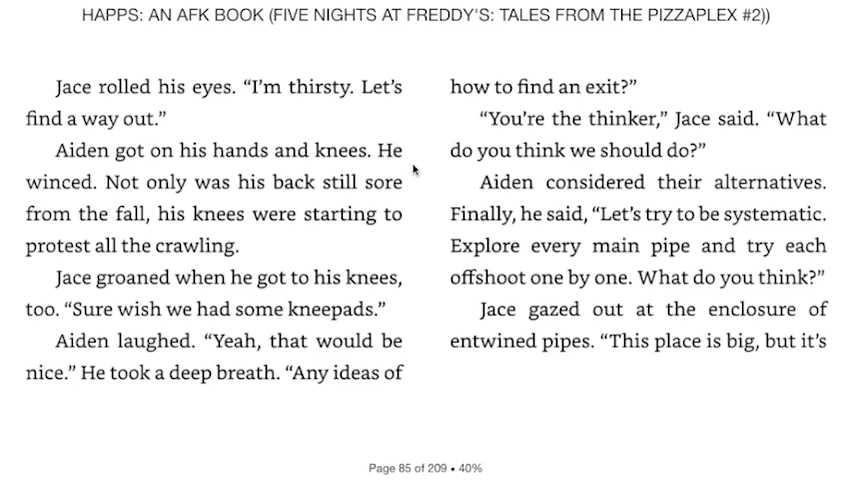 HAPPS: AN AFK BOOK (FIVE NIGHTS AT FREDDY'S: TALES FROM THE PIZZAPLEX #2))
Jace rolled his eyes. “I’m thirsty. Let’s
find a way out.”
Aiden got on his hands and knees. He
winced. Not only was his back still sore
from the fall, his knees were starting to
protest all the crawling.
Jace groaned when he got to his knees,
too. “Sure wish we had some kneepads.”
Aiden laughed. “Yeah, that would be
nice.” He took a deep breath. “Any ideas of
how to find an exit?”
“You’re the thinker,” Jace said. “What
do you think we should do?”
Aiden considered their alternatives.
Finally, he said, “Let’s try to be systematic.
Explore every main pipe and try each
offshoot one by one. What do you think?”
Jace gazed out at the enclosure of
entwined pipes. “This place is big, but it’s
Page 85 of 209 • 40%